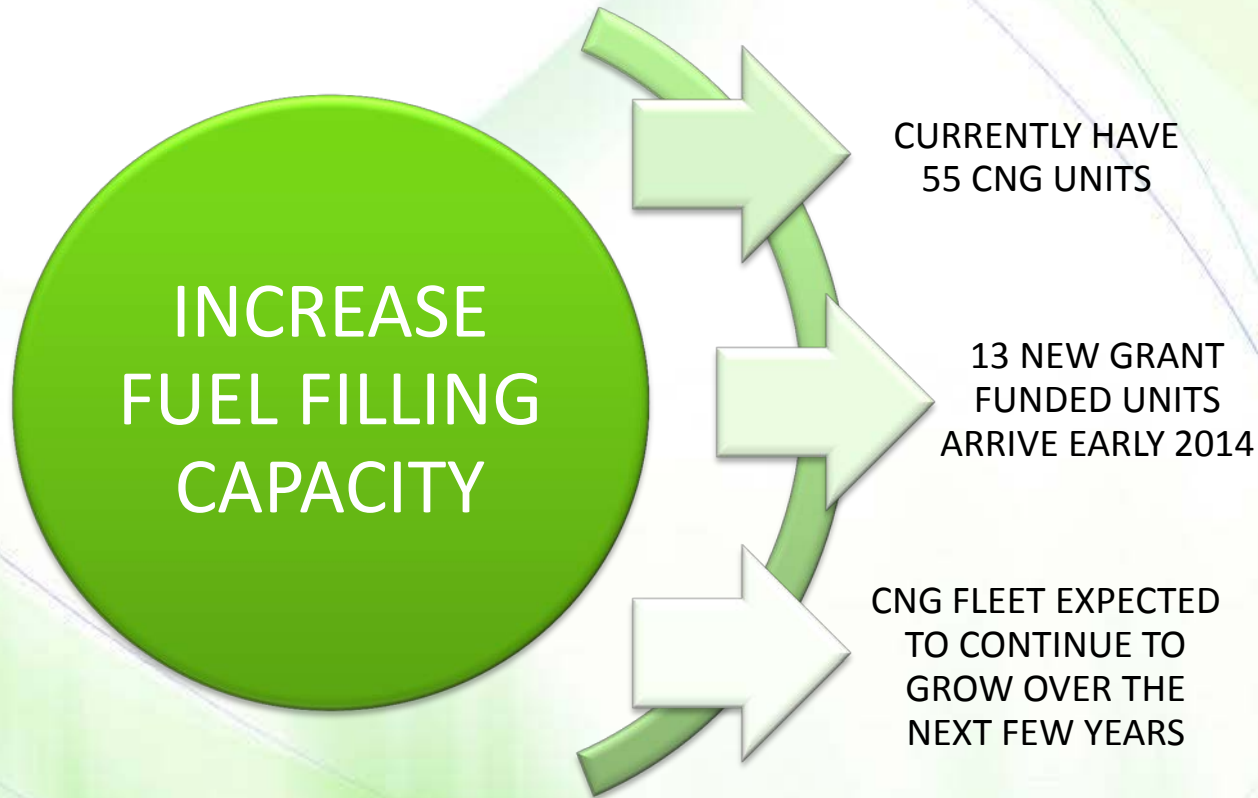 INCREASE
FUEL FILLING
CAPACITY
CURRENTLY HAVE
55 CNG UNITS
13 NEW GRANT
FUNDED UNITS
ARRIVE EARLY 2014
CNG FLEET EXPECTED
TO CONTINUE TO
GROW OVER THE
NEXT FEW YEARS